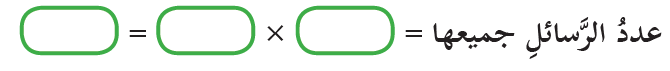 عددُ الرَّسائلِ جميعها = × =